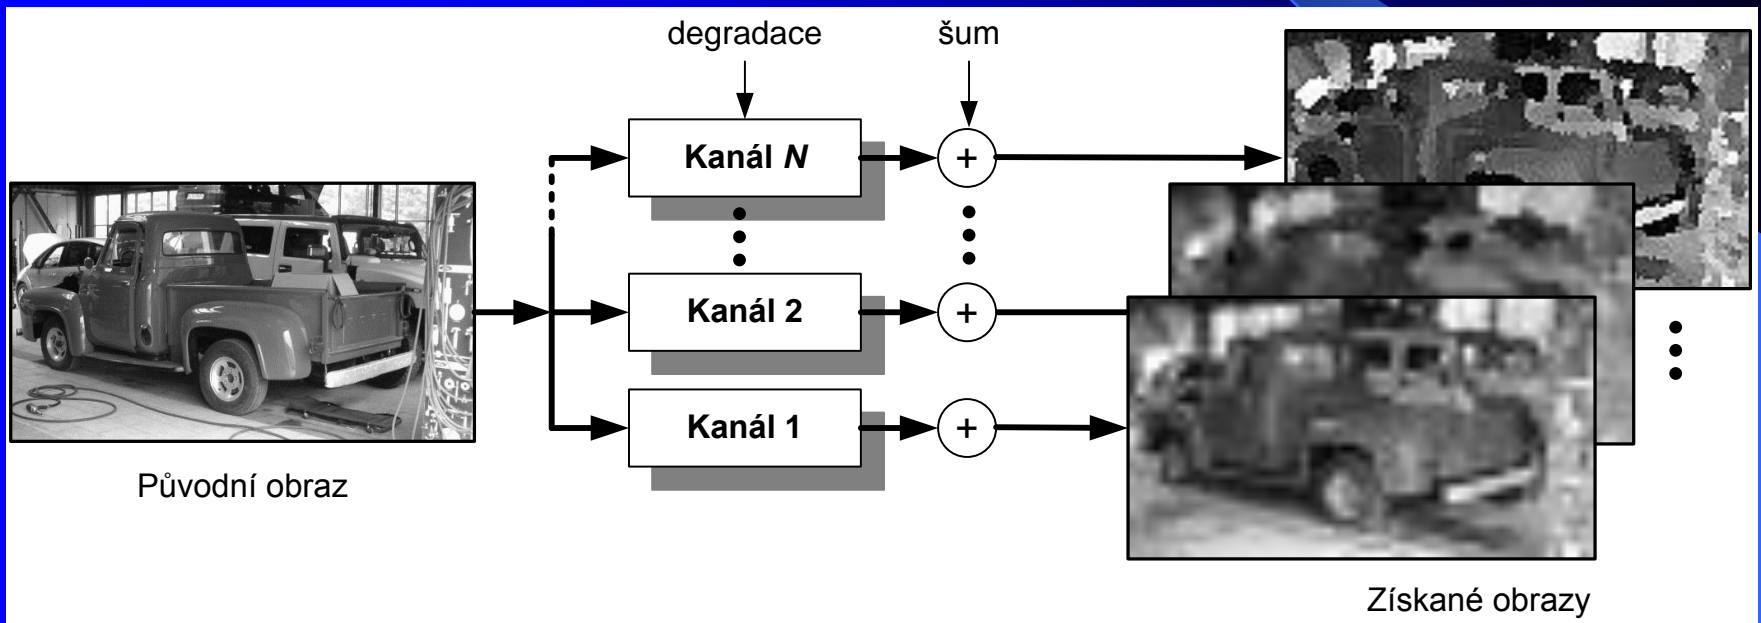 degradace
šum
Kanál N
+
Kanál 2
+
Kanál 1
+
Původní obraz
Získané obrazy